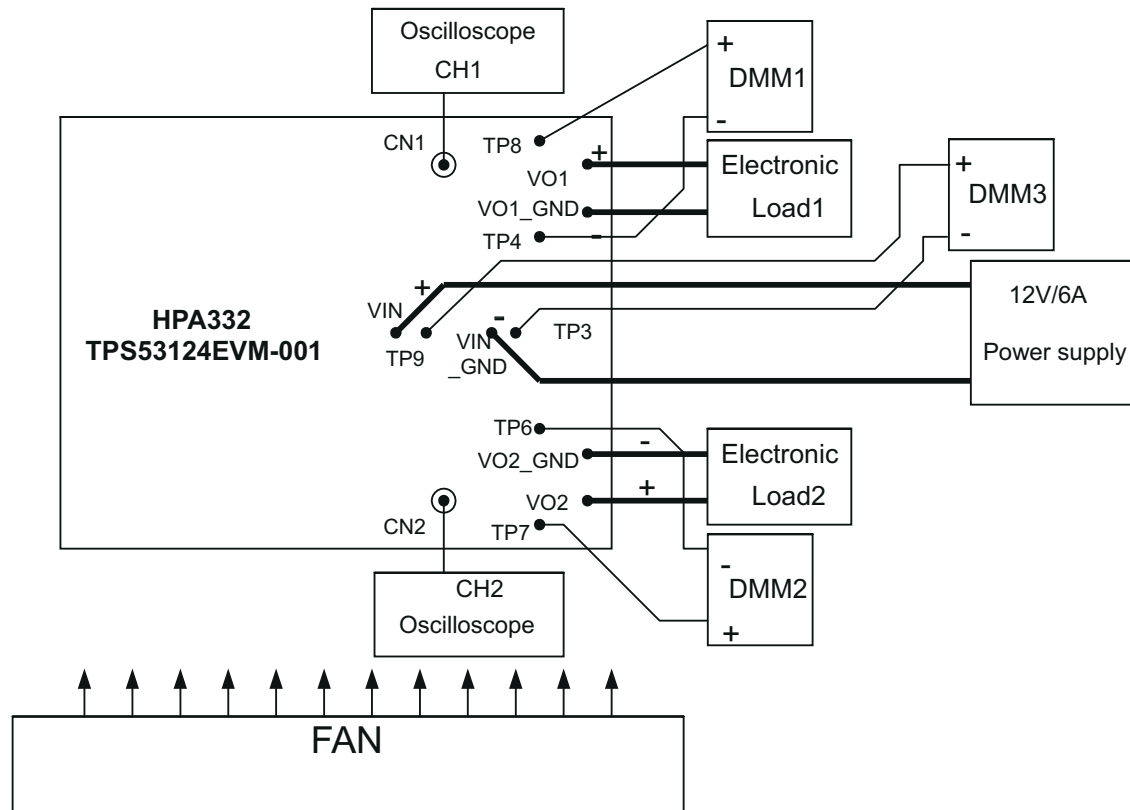 Oscilloscope
CH1
+
DMM1
-
CN1
TP8
+
VO1
Electronic
Load1
VO1_GND
TP4
-
+
DMM3
-
HPA332
TPS53124EVM-001
VIN
+
TP9
-
VIN
_GND
TP3
12V/6A
Power supply
TP6
-
VO2_GND
Electronic
Load2
+
VO2
CN2
TP7
-
DMM2
+
CH2
Oscilloscope
FAN